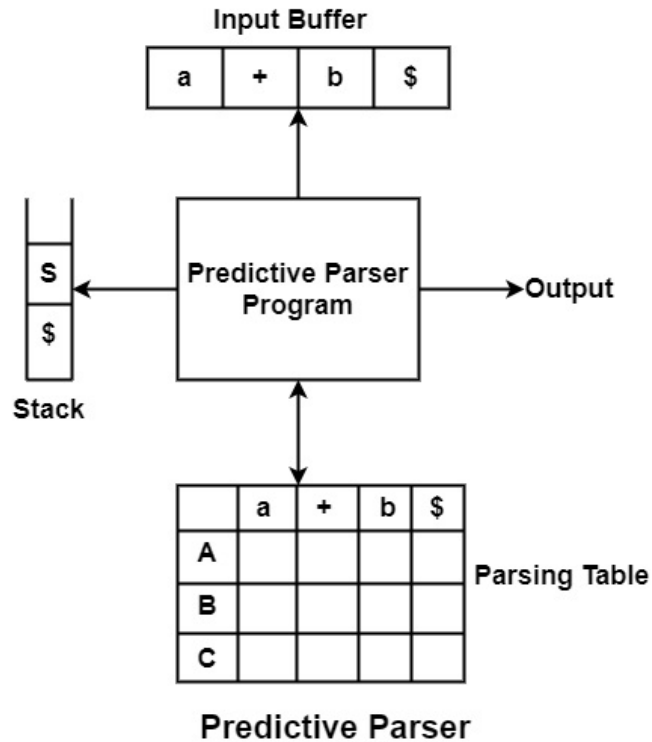 Input Buffer
a + b $
S
Predictive Parser
Program
Output
$
Stack
a + b $
A
Parsing Table
B
C
Predictive Parser